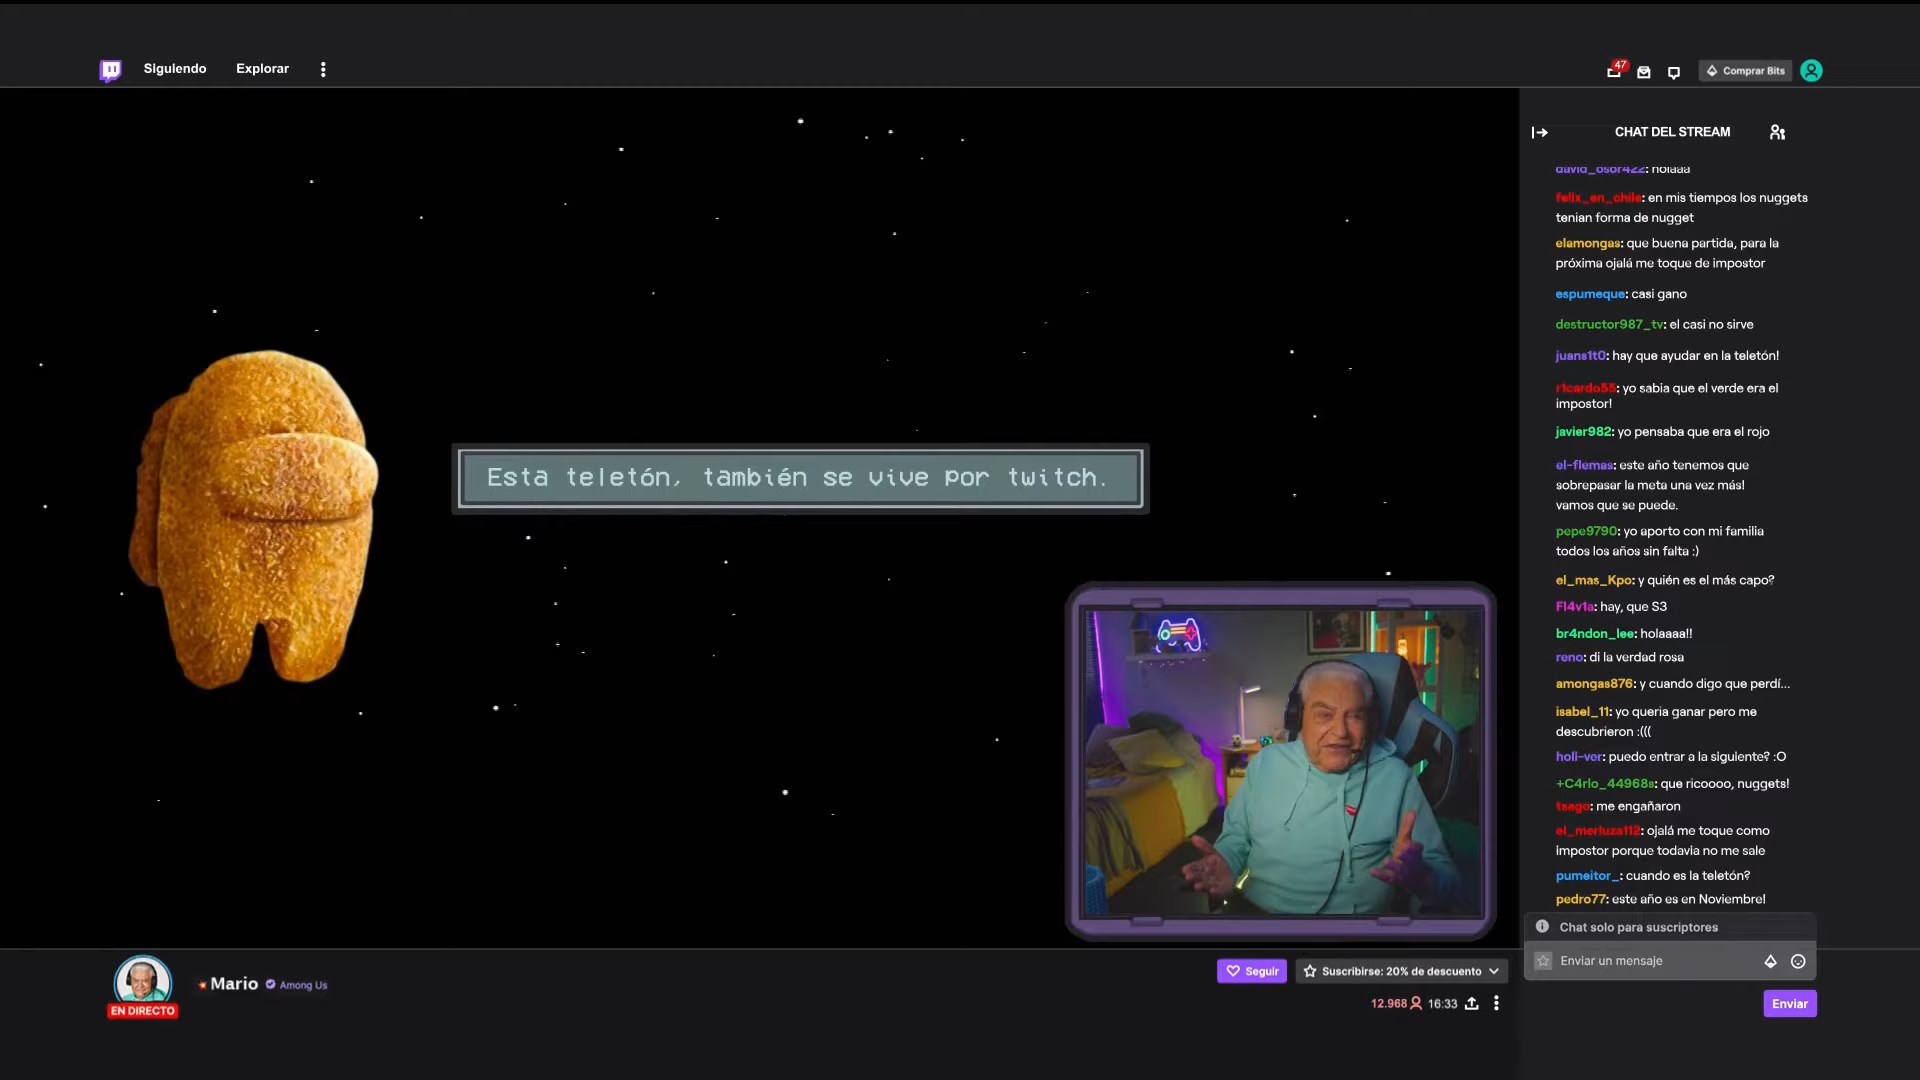 Siguiendo Explorar
47
Comprar Bits
CHAT DEL STREAM
david_osor422: holaaa
felix_en_chile: en mis tiempos los nuggets
tenian forma de nugget
elamongas: que buena partida, para la
próxima ojalá me toque de impostor
espumeque: casi gano
destructor987_tv: el casi no sirve
juans1t0: hay que ayudar en la teletón!
r1cardo55: yo sabia que el verde era el
impostor!
javier982: yo pensaba que era el rojo
el-flemas: este año tenemos que
sobrepasar la meta una vez más!
vamos que se puede.
pepe9790: yo aporto con mi familia
todos los años sin falta :)
el_mas_Kpo: y quién es el más capo?
Fl4v1a: hay, que S3
br4ndon_lee: holaaaa!!
reno: di la verdad rosa
amongas876: y cuando digo que perdí...
isabel_11: yo queria ganar pero me
descubrieron :(((
holi-ver: puedo entrar a la siguiente? :O
+C4rlo_44968s: que ricoooo, nuggets!
tsago: me engañaron
el_merluza112: ojalá me toque como
impostor porque todavia no me sale
pumeitor_: cuando es la teletón?
pedro77: este año es en Noviembre!
Chat solo para suscriptores
Enviar un mensaje
Enviar
Esta teletón, también se vive por twitch.
EN DIRECTO
Mario Among Us
Seguir Suscribirse: 20% de descuento
12.968 16:33